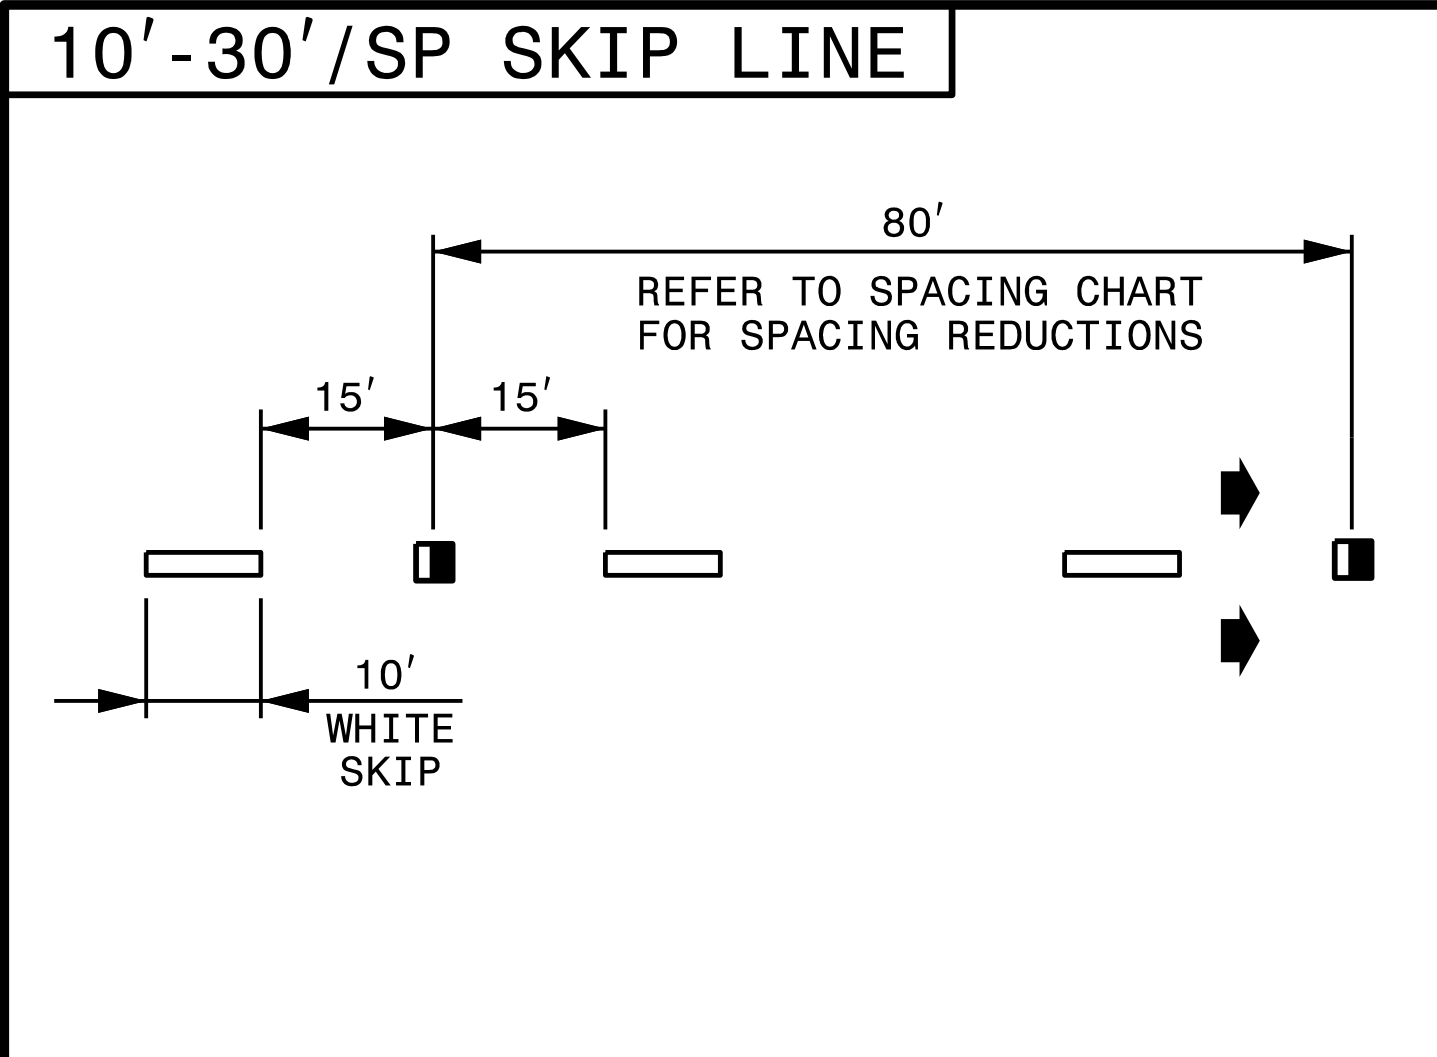 10'-30'/SP SKIP LINE
80'
REFER TO SPACING CHART
FOR SPACING REDUCTIONS
15' 15'
10'
WHITE
SKIP